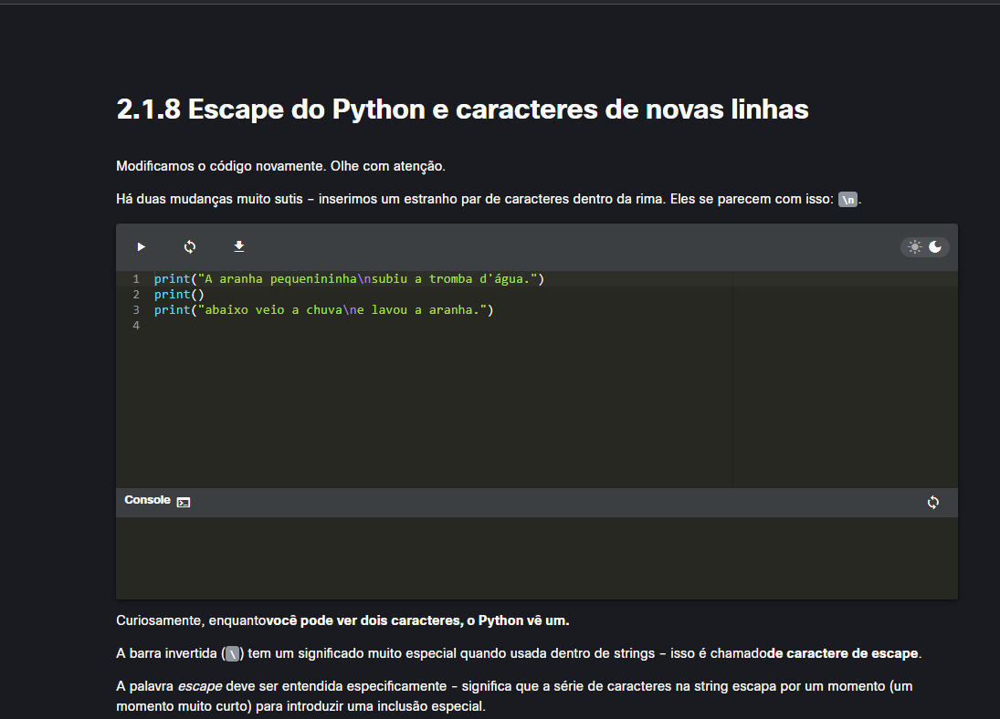 2.1.8 Escape do Python e caracteres de novas linhas
Modificamos o código novamente. Olhe com atenção.
Há duas mudanças muito sutis – inserimos um estranho par de caracteres dentro da rima. Eles se parecem com isso: \n.
1 print("A aranha pequenininha\nsubiu a tromba d'água.")
2 print()
3 print("abaixo veio a chuva\ne lavou a aranha.")
4
Console
Curiosamente, enquantovocê pode ver dois caracteres, o Python vê um.
A barra invertida (\) tem um significado muito especial quando usada dentro de strings – isso é chamadode caractere de escape.
A palavra escape deve ser entendida especificamente – significa que a série de caracteres na string escapa por um momento (um
momento muito curto) para introduzir uma inclusão especial.